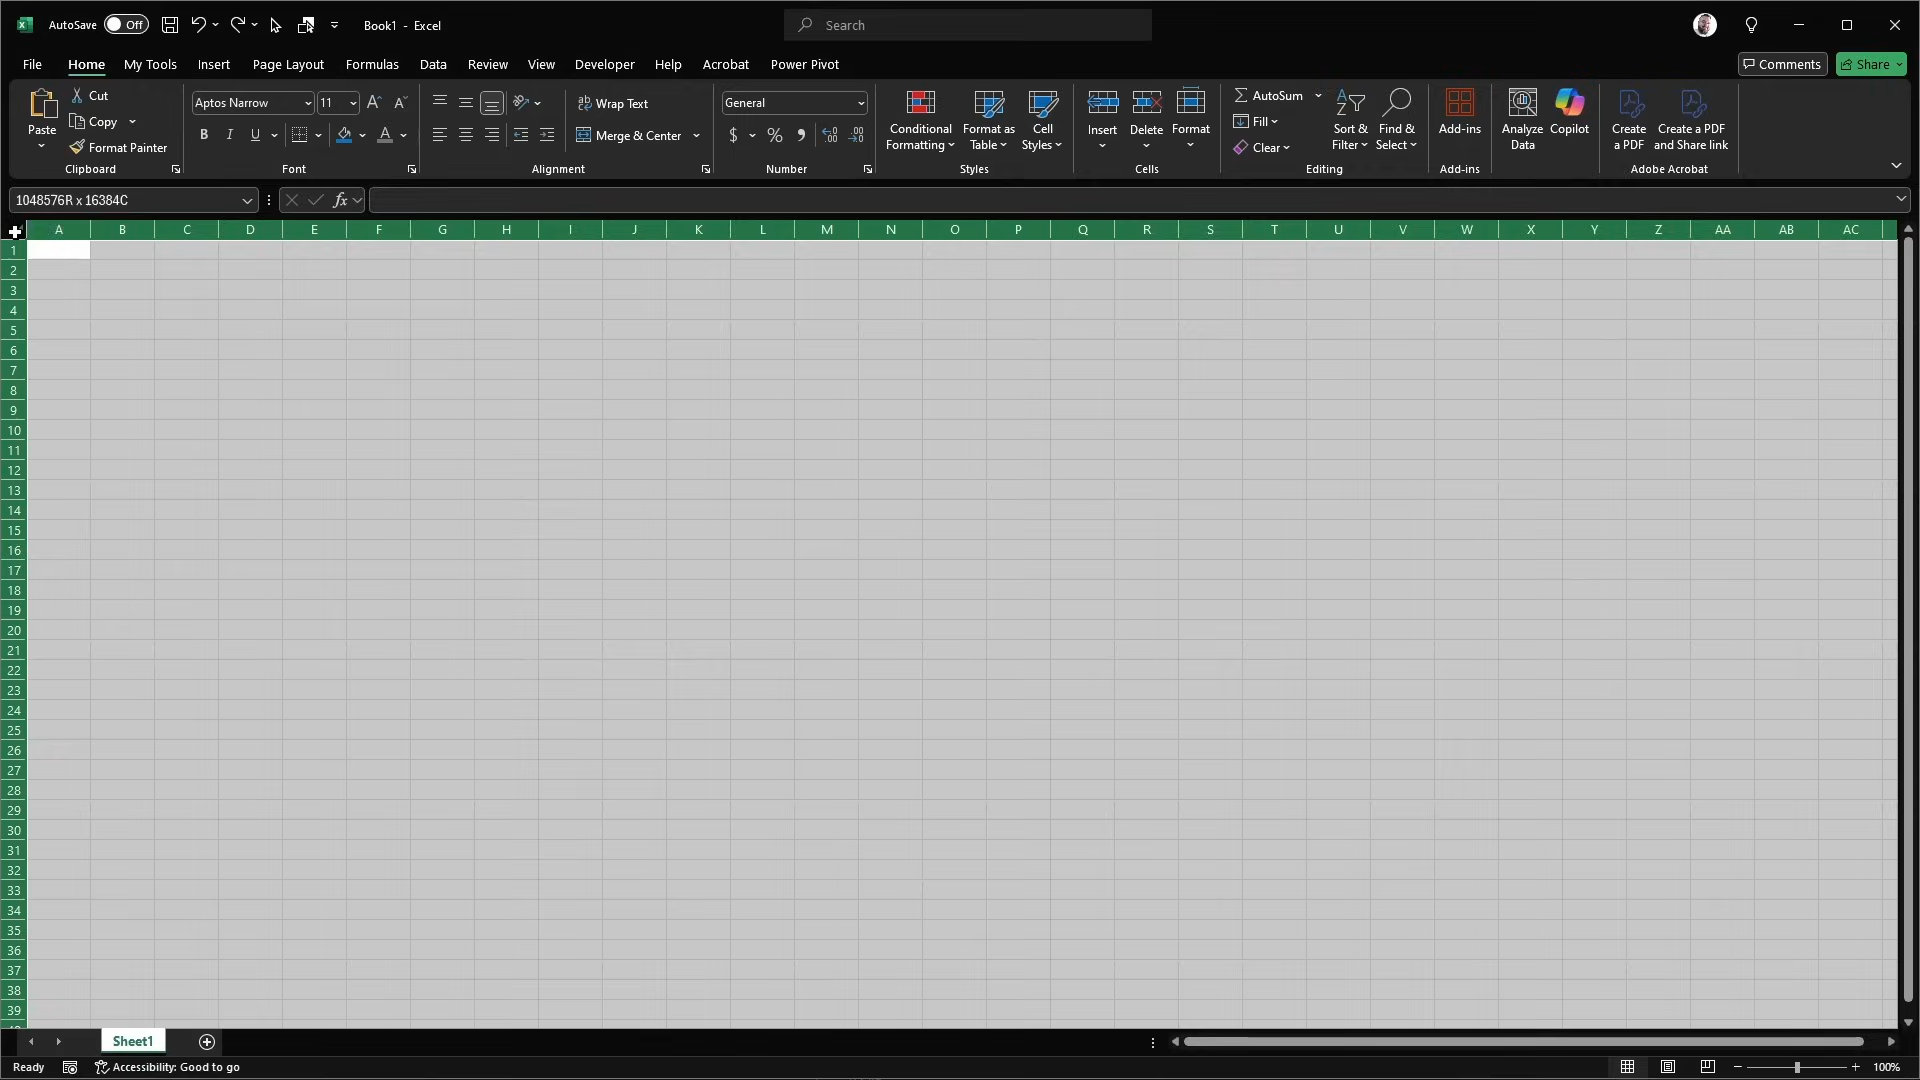 AutoSave Off Book1 - Excel Search
File Home My Tools Insert Page Layout Formulas Data Review View Developer Help Acrobat Power Pivot Comments Share
Paste
Cut
Copy
Format Painter
Clipboard
Aptos Narrow 11 A A
B I U A
Font
ab Wrap Text
Merge & Center
Alignment
General
$ % 9 .00 .00
Number
Conditional
Formatting
Format as
Table
Cell
Styles
Styles
Insert
Delete
Format
Cells
AutoSum
Fill
Clear
Sort &
Filter
Find &
Select
Editing
Add-ins
Add-ins
Analyze
Data
Copilot
Create
a PDF
Create a PDF
and Share link
Adobe Acrobat
1048576R x 16384C fx
A B C D E F G H I J K L M N O P Q R S T U V W X Y Z AA AB AC
1
2
3
4
5
6
7
8
9
10
11
12
13
14
15
16
17
18
19
20
21
22
23
24
25
26
27
28
29
30
31
32
33
34
35
36
37
38
39
Sheet1
Ready Accessibility: Good to go 100%